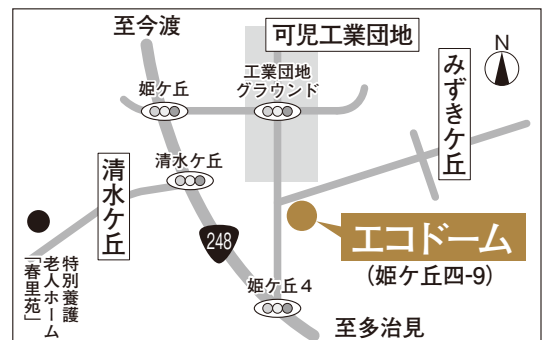 至今渡
可児工業団地
N
工業団地
グラウンド
姫ケ丘
みずきケ丘
清水ケ丘
清水ケ丘
248
エコドーム
(姫ケ丘四-9)
特別養護
老人ホーム
「春里苑」
姫ケ丘4
至多治見